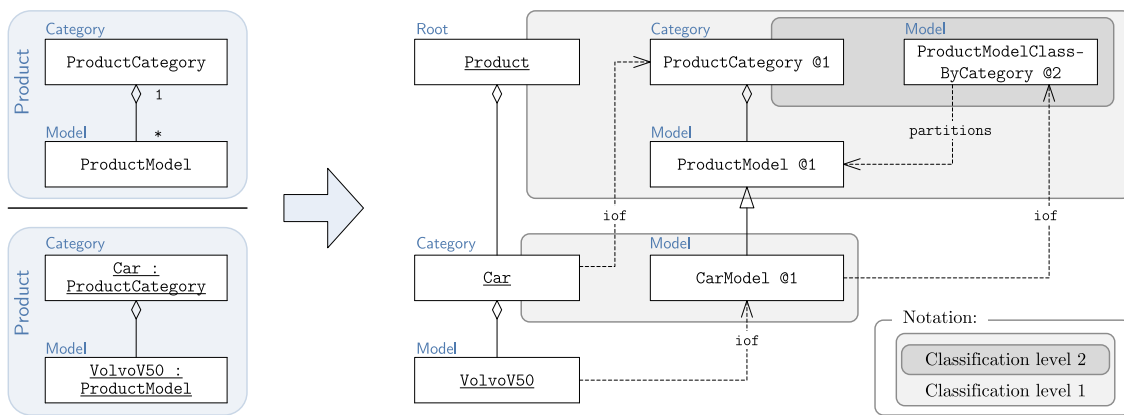 Product
Category
ProductCategory
1
*
Model
ProductModel
Product
Category
Car :
ProductCategory
Model
VolvoV50 :
ProductModel
Root
Product
Category
ProductCategory @1
Model
ProductModelClass-
ByCategory @2
partitions
Model
ProductModel @1
iof
iof
Category
Car
Model
CarModel @1
iof
Model
VolvoV50
Notation:
Classification level 2
Classification level 1